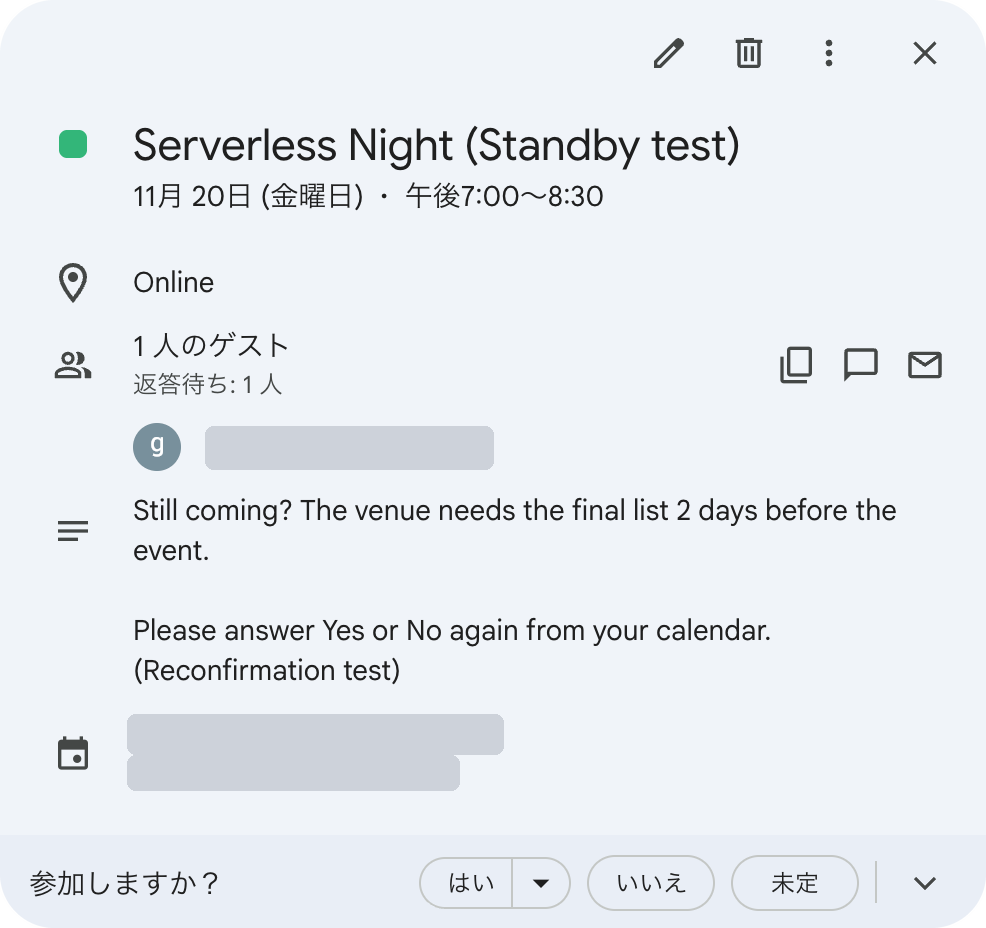 Serverless Night (Standby test)
11月 20日 (金曜日) ・ 午後7:00～8:30
Online
1 人のゲスト
返答待ち: 1 人
g
Still coming? The venue needs the final list 2 days before the
event.
Please answer Yes or No again from your calendar.
(Reconfirmation test)
参加しますか？
はい
いいえ
未定